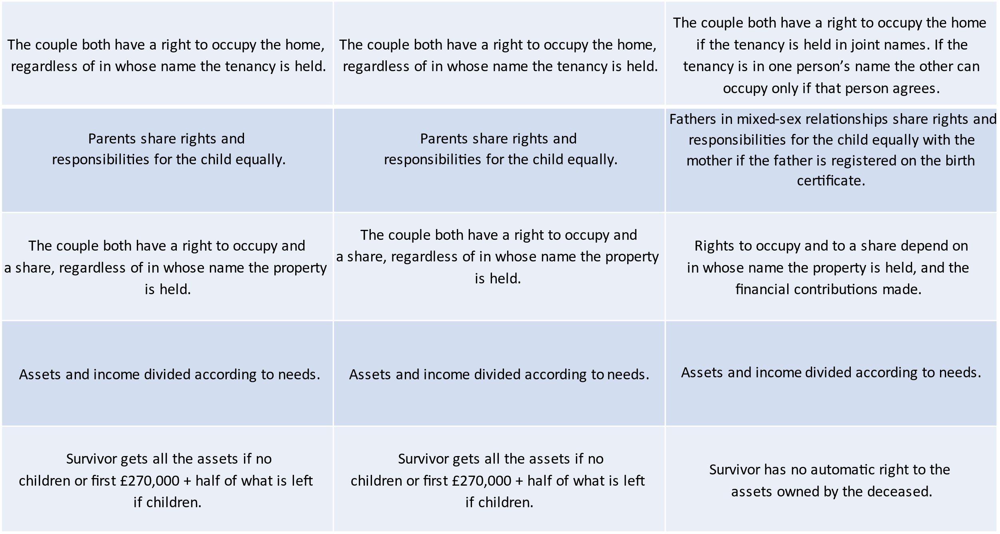 The couple both have a right to occupy the home,
regardless of in whose name the tenancy is held.
The couple both have a right to occupy the home,
regardless of in whose name the tenancy is held.
The couple both have a right to occupy the home
if the tenancy is held in joint names. If the
tenancy is in one person’s name the other can
occupy only if that person agrees.
Parents share rights and
responsibilities for the child equally.
Parents share rights and
responsibilities for the child equally.
Fathers in mixed-sex relationships share rights and
responsibilities for the child equally with the
mother if the father is registered on the birth
certificate.
The couple both have a right to occupy and
a share, regardless of in whose name the property
is held.
The couple both have a right to occupy and
a share, regardless of in whose name the property
is held.
Rights to occupy and to a share depend on
in whose name the property is held, and the
financial contributions made.
Assets and income divided according to needs.
Assets and income divided according to needs.
Assets and income divided according to needs.
Survivor gets all the assets if no
children or first £270,000 + half of what is left
if children.
Survivor gets all the assets if no
children or first £270,000 + half of what is left
if children.
Survivor has no automatic right to the
assets owned by the deceased.